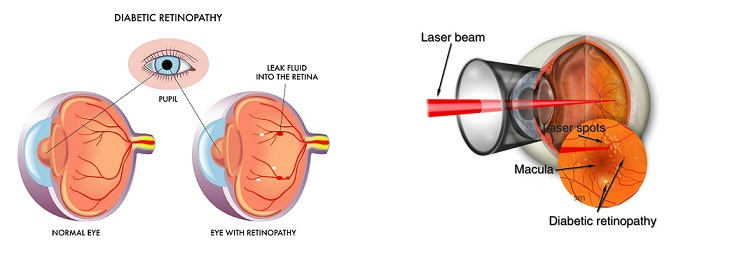 DIABETIC RETINOPATHY
LEAK FLUID
INTO THE RETINA
PUPIL
NORMAL EYE
EYE WITH RETINOPATHY
Laser beam
Laser spots
Macula
Diabetic retinopathy